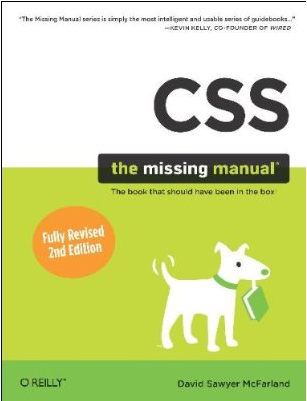 "The Missing Manual series is simply the most intelligent and usable series of guidebooks..."
—KEVIN KELLY, CO-FOUNDER OF WIRED
CSS
the missing manual®
The book that should have been in the box®
Fully Revised
2nd Edition
O'REILLY®
David Sawyer McFarland